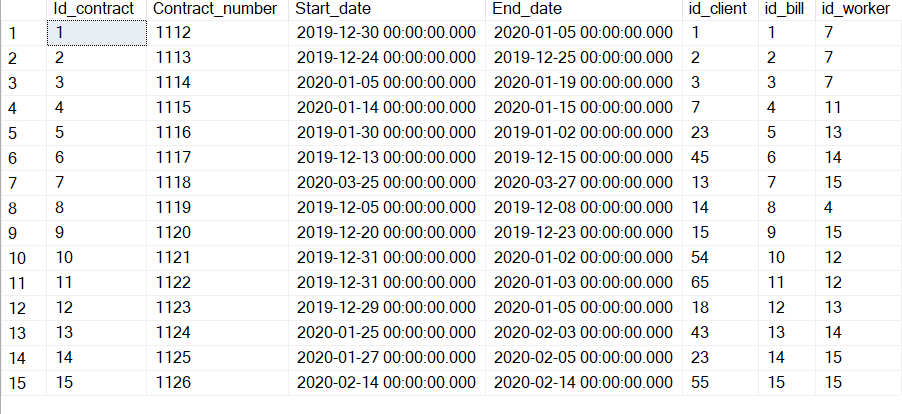 Id_contract Contract_number Start_date End_date id_client id_bill id_worker
1 1 1112 2019-12-30 00:00:00.000 2020-01-05 00:00:00.000 1 1 7
2 2 1113 2019-12-24 00:00:00.000 2019-12-25 00:00:00.000 2 2 7
3 3 1114 2020-01-05 00:00:00.000 2020-01-19 00:00:00.000 3 3 7
4 4 1115 2020-01-14 00:00:00.000 2020-01-15 00:00:00.000 7 4 11
5 5 1116 2019-01-30 00:00:00.000 2019-01-02 00:00:00.000 23 5 13
6 6 1117 2019-12-13 00:00:00.000 2019-12-15 00:00:00.000 45 6 14
7 7 1118 2020-03-25 00:00:00.000 2020-03-27 00:00:00.000 13 7 15
8 8 1119 2019-12-05 00:00:00.000 2019-12-08 00:00:00.000 14 8 4
9 9 1120 2019-12-20 00:00:00.000 2019-12-23 00:00:00.000 15 9 15
10 10 1121 2019-12-31 00:00:00.000 2020-01-02 00:00:00.000 54 10 12
11 11 1122 2019-12-31 00:00:00.000 2020-01-03 00:00:00.000 65 11 12
12 12 1123 2019-12-29 00:00:00.000 2020-01-05 00:00:00.000 18 12 13
13 13 1124 2020-01-25 00:00:00.000 2020-02-03 00:00:00.000 43 13 14
14 14 1125 2020-01-27 00:00:00.000 2020-02-05 00:00:00.000 23 14 15
15 15 1126 2020-02-14 00:00:00.000 2020-02-14 00:00:00.000 55 15 15